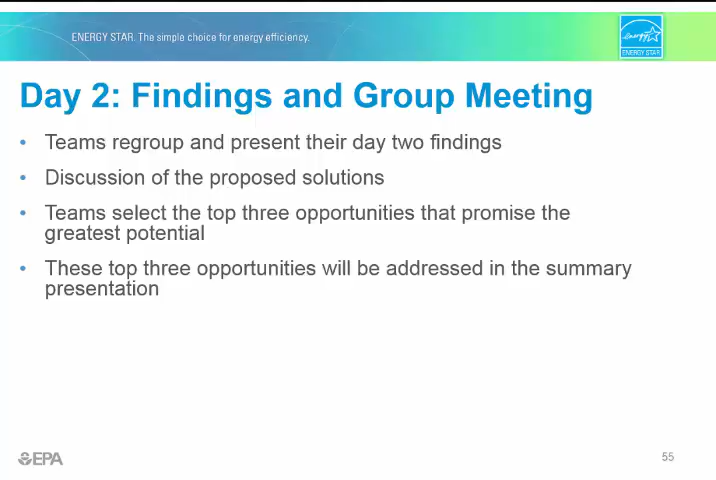 ENERGY STAR. The simple choice for energy efficiency.
energy
ENERGY STAR
Day 2: Findings and Group Meeting
• Teams regroup and present their day two findings
• Discussion of the proposed solutions
• Teams select the top three opportunities that promise the
greatest potential
• These top three opportunities will be addressed in the summary
presentation
EPA
55